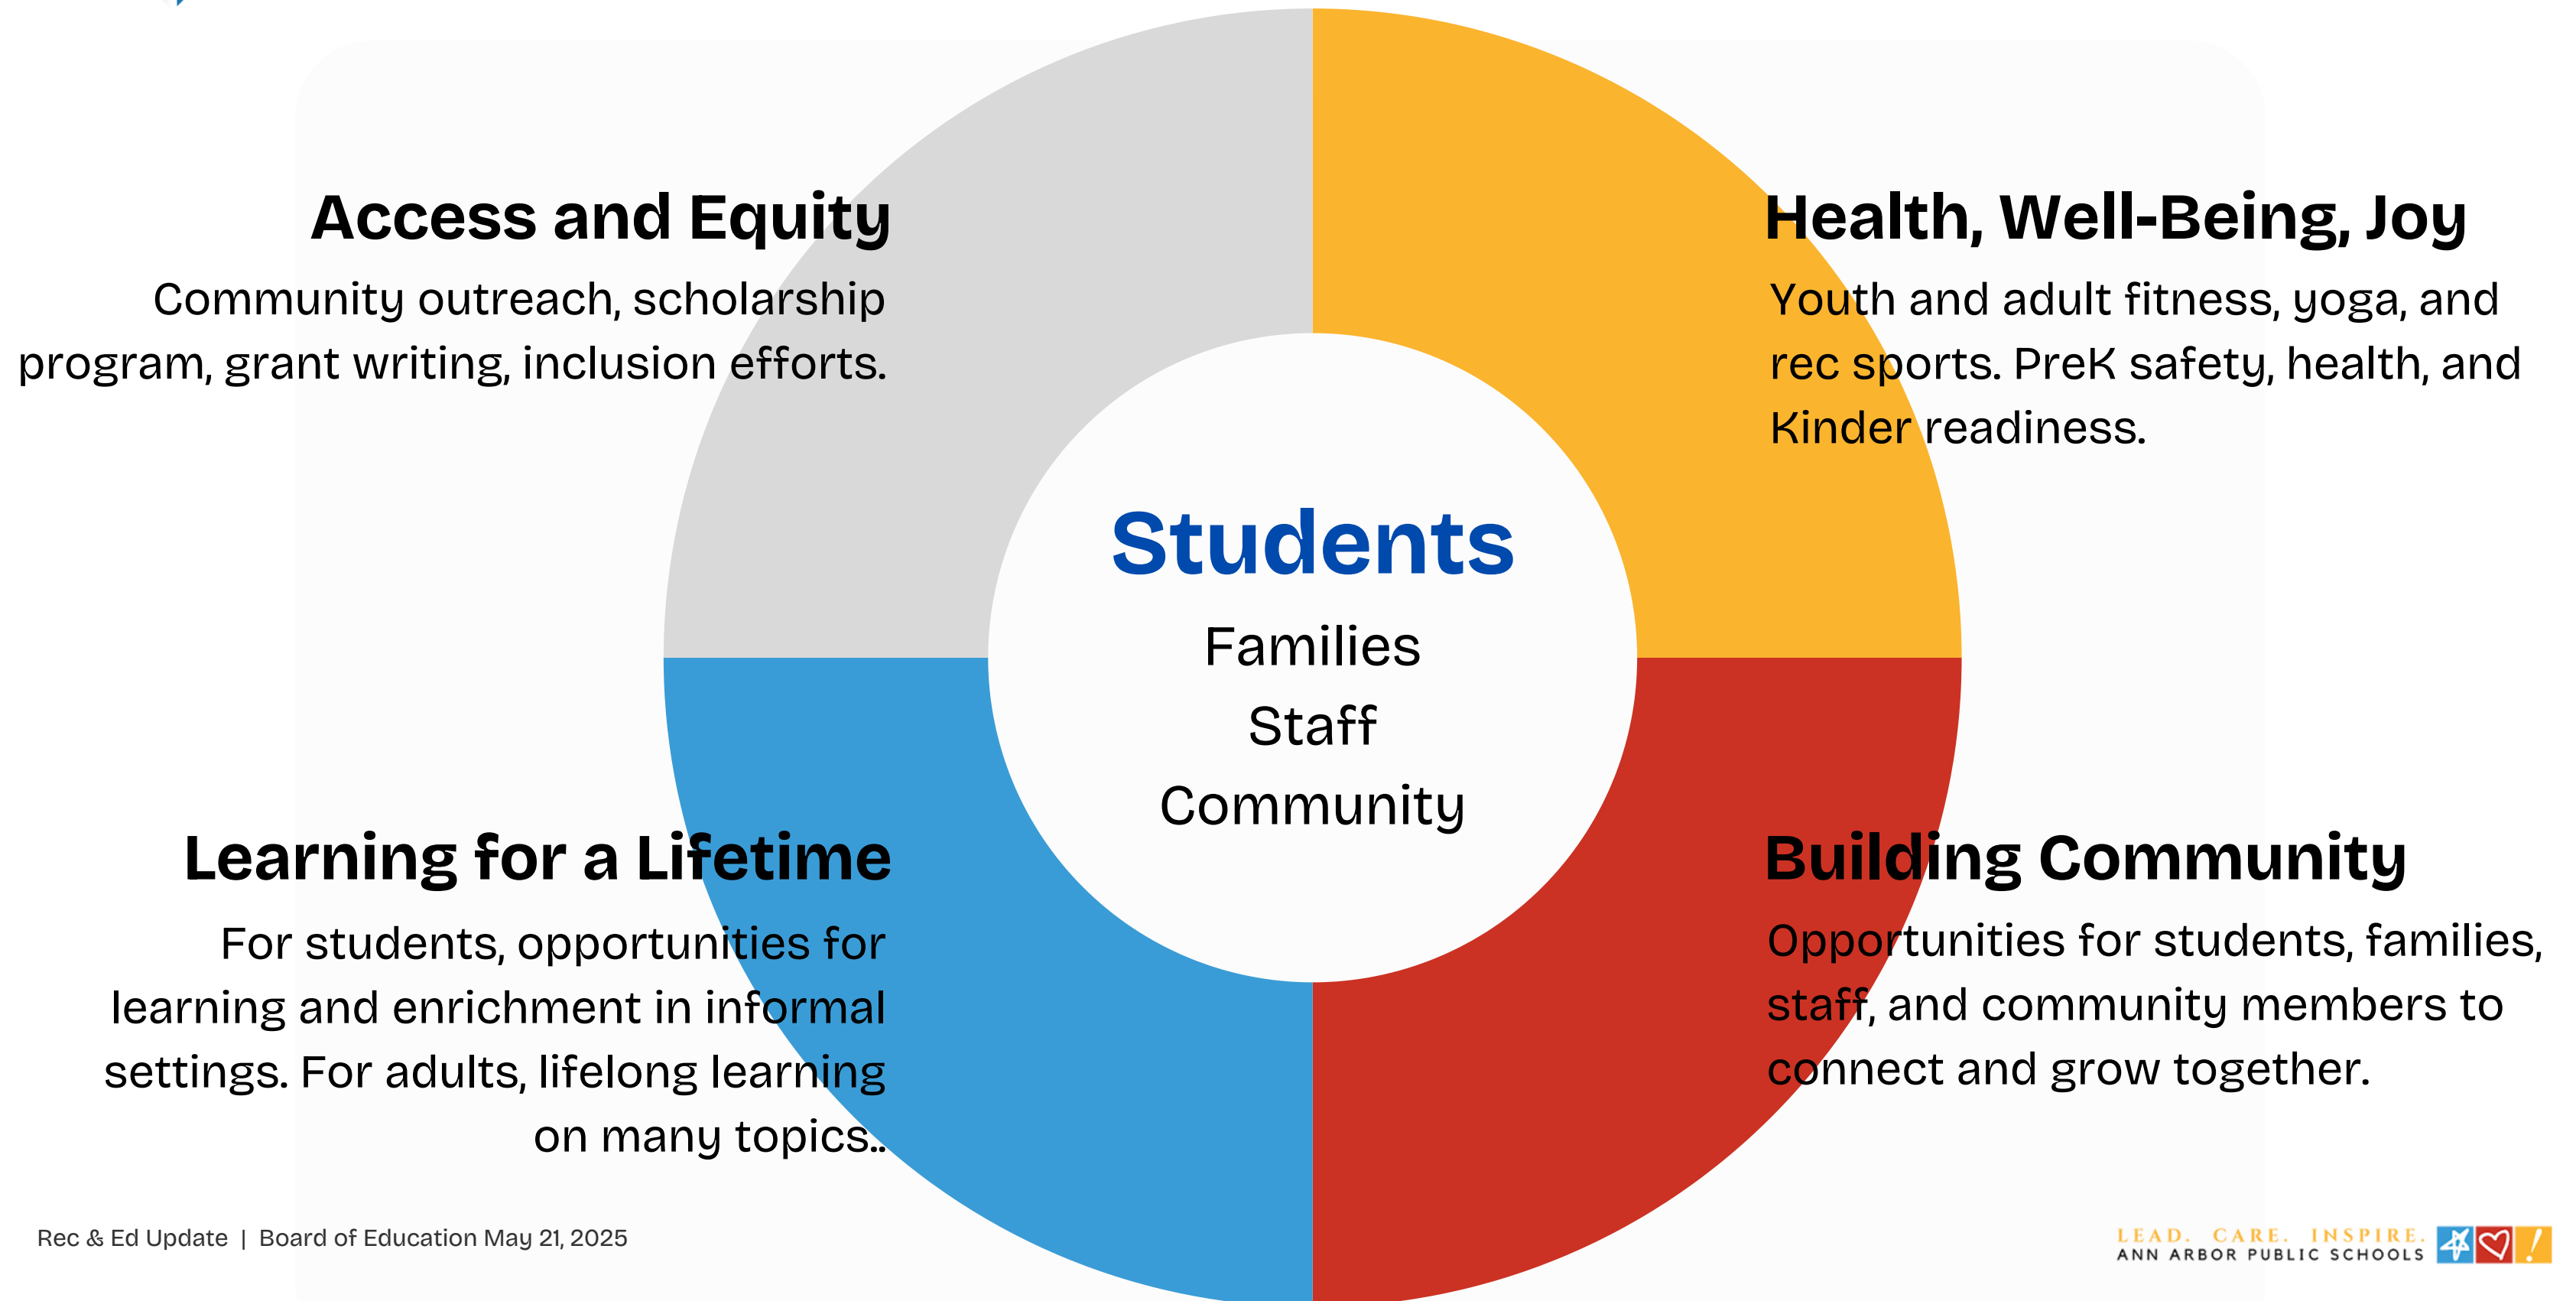 Access and Equity
Community outreach, scholarship
program, grant writing, inclusion efforts.
Health, Well-Being, Joy
Youth and adult fitness, yoga, and
rec sports. PreK safety, health, and
Kinder readiness.
Students
Families
Staff
Community
Learning for a Lifetime
For students, opportunities for
learning and enrichment in informal
settings. For adults, lifelong learning
on many topics..
Building Community
Opportunities for students, families,
staff, and community members to
connect and grow together.
Rec & Ed Update | Board of Education May 21, 2025
LEAD. CARE. INSPIRE.
ANN ARBOR PUBLIC SCHOOLS